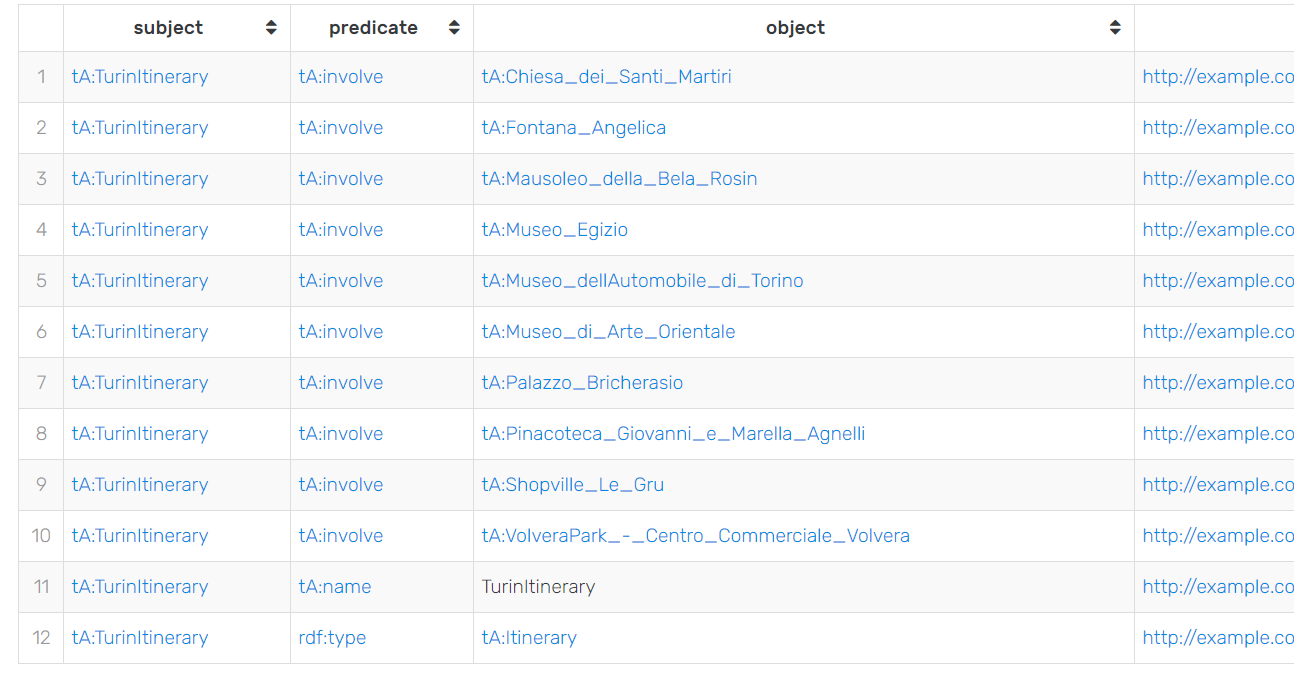 subject predicate object
1 tA:TurinItinerary tA:involve tA:Chiesa_dei_Santi_Martiri http://example.co
2 tA:TurinItinerary tA:involve tA:Fontana_Angelica http://example.co
3 tA:TurinItinerary tA:involve tA:Mausoleo_della_Bela_Rosin http://example.co
4 tA:TurinItinerary tA:involve tA:Museo_Egizio http://example.co
5 tA:TurinItinerary tA:involve tA:Museo_dellAutomobile_di_Torino http://example.co
6 tA:TurinItinerary tA:involve tA:Museo_di_Arte_Orientale http://example.co
7 tA:TurinItinerary tA:involve tA:Palazzo_Bricherasio http://example.co
8 tA:TurinItinerary tA:involve tA:Pinacoteca_Giovanni_e_Marella_Agnelli http://example.co
9 tA:TurinItinerary tA:involve tA:Shopville_Le_Gru http://example.co
10 tA:TurinItinerary tA:involve tA:VolveraPark_-_Centro_Commerciale_Volvera http://example.co
11 tA:TurinItinerary tA:name TurinItinerary http://example.co
12 tA:TurinItinerary rdf:type tA:Itinerary http://example.co